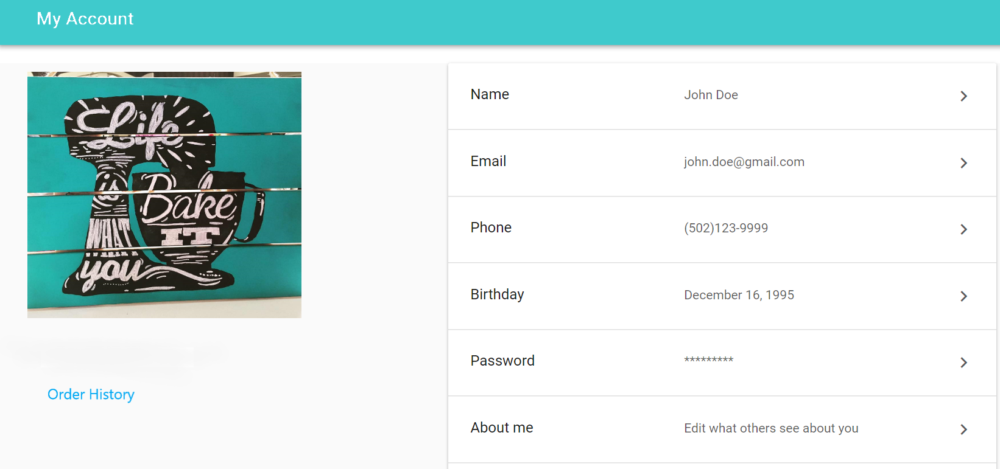 My Account
Life
is
Bake
WHAT
IT
you
Order History
Name John Doe
Email john.doe@gmail.com
Phone (502)123-9999
Birthday December 16, 1995
Password *********
About me Edit what others see about you